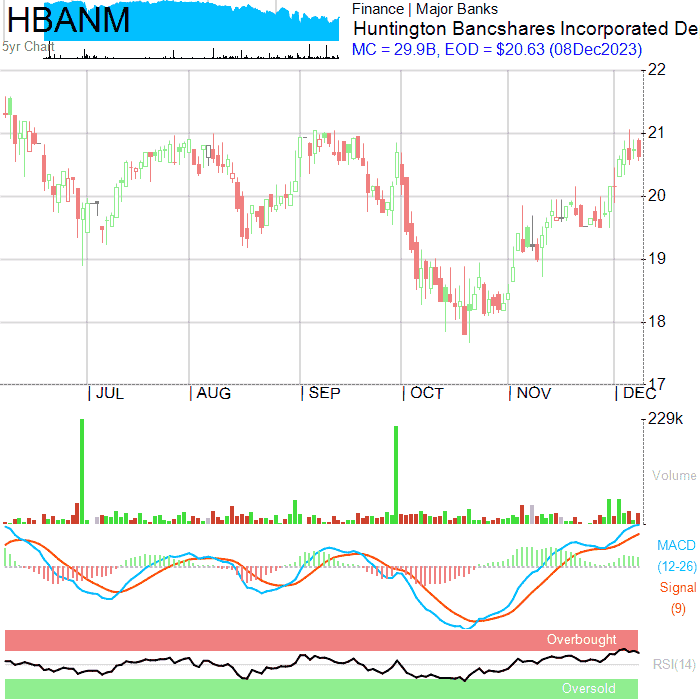 HBANM
5yr Chart
Finance | Major Banks
Huntington Bancshares Incorporated De
MC = 29.9B, EOD = $20.63 (08Dec2023)
22
21
20
19
18
17
JUL
AUG
SEP
OCT
NOV
DEC
229k
Volume
MACD
(12-26)
Signal
(9)
Overbought
RSI(14)
Oversold